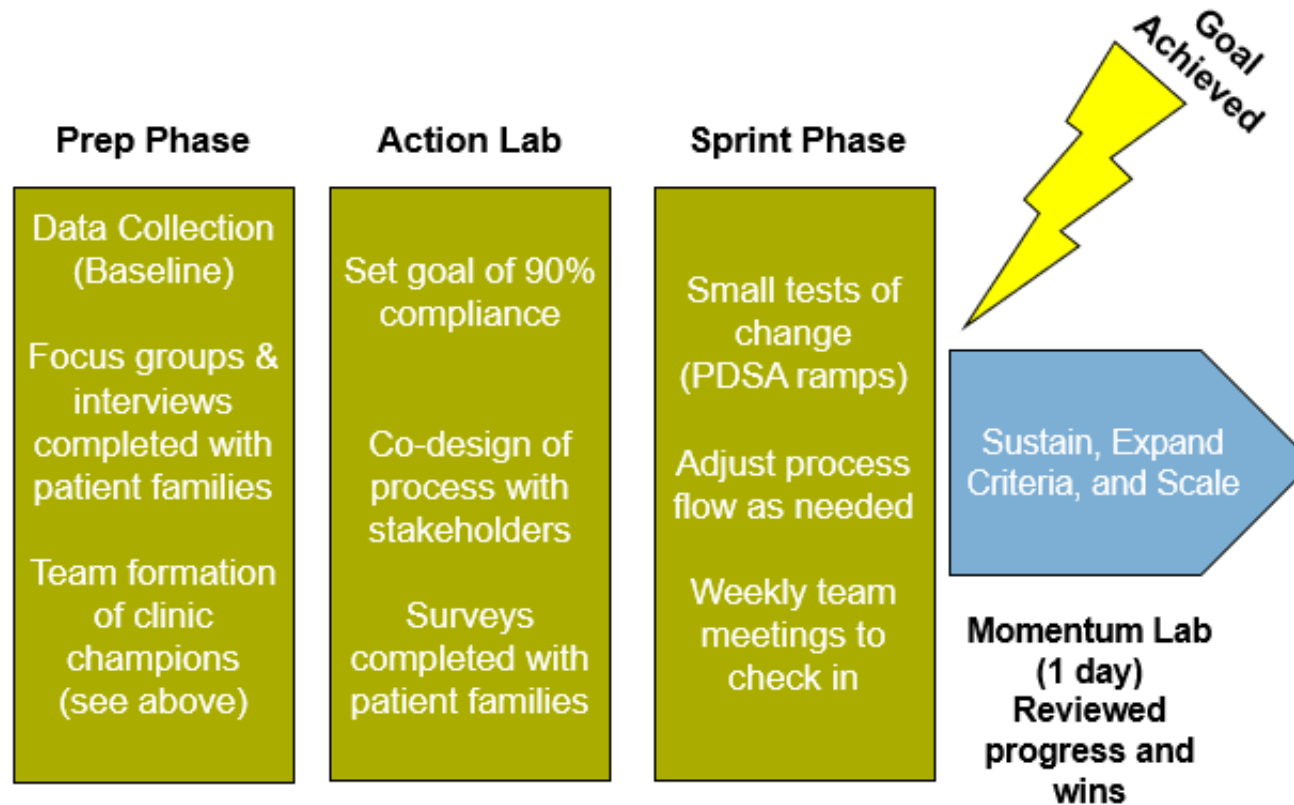 Prep Phase
Data Collection
(Baseline)
Focus groups &
interviews
completed with
patient families
Team formation
of clinic
champions
(see above)
Action Lab
Set goal of 90%
compliance
Co-design of
process with
stakeholders
Surveys
completed with
patient families
Sprint Phase
Small tests of
change
(PDSA ramps)
Adjust process
flow as needed
Weekly team
meetings to
check in
Goal
Achieved
Sustain, Expand
Criteria, and Scale
Momentum Lab
(1 day)
Reviewed
progress and
wins